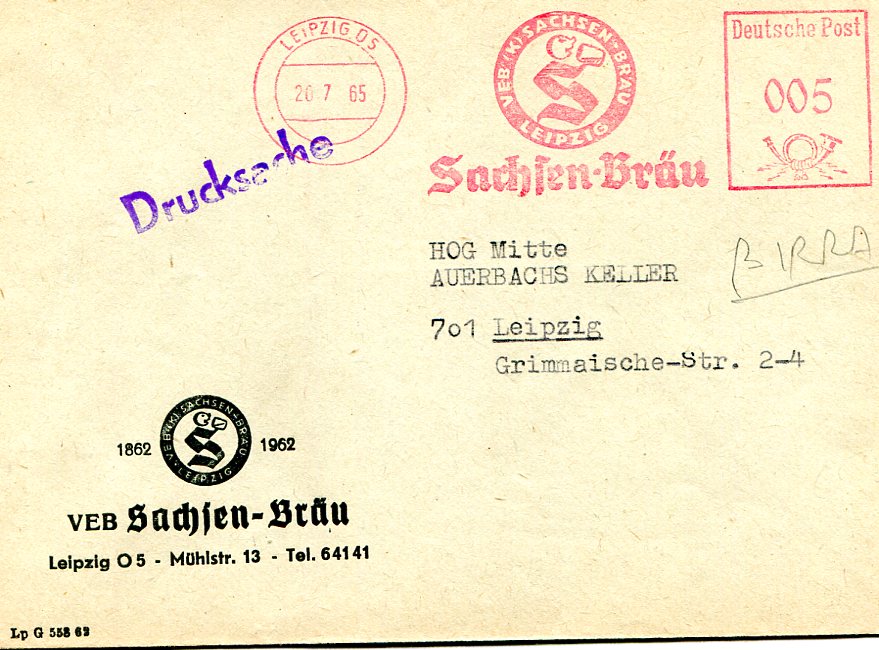 LEIPZIG O5
20 7 65
VEB (K) SACHSEN-BRÄU
LEIPZIG
Sachsen-Bräu
Deutsche Post
005
Drucksache
HOG Mitte
AUERBACHS KELLER
BIRRA
7o1 Leipzig
Grimmaische-Str. 2-4
1862
VEB (K) SACHSEN-BRÄU
LEIPZIG
1962
VEB Sachsen-Bräu
Leipzig O 5 - Mühlstr. 13 - Tel. 64141
Lp G 558 62